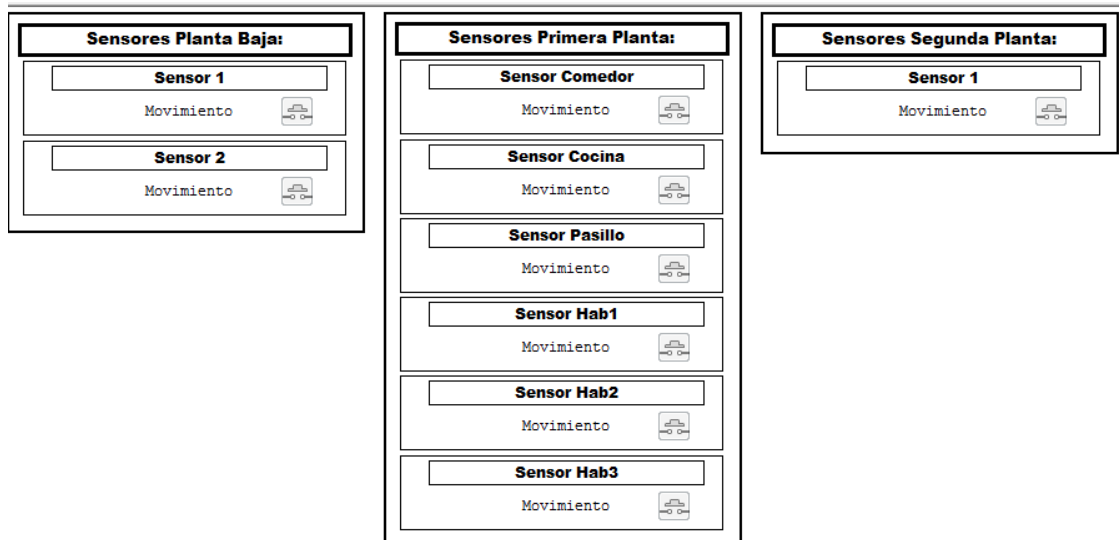 Sensores Planta Baja:
Sensor 1
Movimiento
Sensor 2
Movimiento
Sensores Primera Planta:
Sensor Comedor
Movimiento
Sensor Cocina
Movimiento
Sensor Pasillo
Movimiento
Sensor Hab1
Movimiento
Sensor Hab2
Movimiento
Sensor Hab3
Movimiento
Sensores Segunda Planta:
Sensor 1
Movimiento